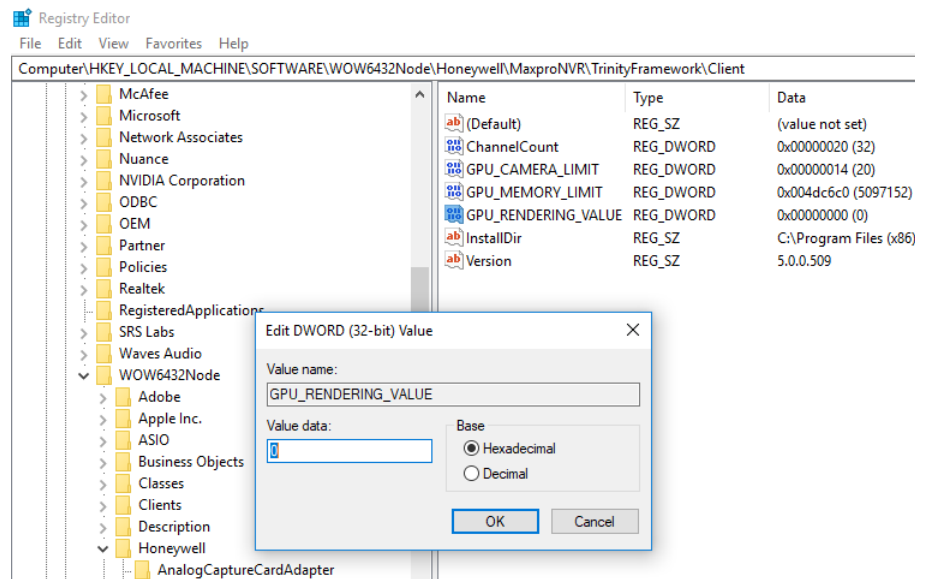 Registry Editor
File Edit View Favorites Help
Computer\HKEY_LOCAL_MACHINE\SOFTWARE\WOW6432Node\Honeywell\MaxproNVR\TrinityFramework\Client
McAfee
Microsoft
Network Associates
Nuance
NVIDIA Corporation
ODBC
OEM
Partner
Policies
Realtek
RegisteredApplications
SRS Labs
Waves Audio
WOW6432Node
Adobe
Apple Inc.
ASIO
Business Objects
Classes
Clients
Description
Honeywell
AnalogCaptureCardAdapter
Name Type Data
(Default) REG_SZ (value not set)
ChannelCount REG_DWORD 0x00000020 (32)
GPU_CAMERA_LIMIT REG_DWORD 0x00000014 (20)
GPU_MEMORY_LIMIT REG_DWORD 0x004dc6c0 (5097152)
GPU_RENDERING_VALUE REG_DWORD 0x00000000 (0)
InstallDir REG_SZ C:\Program Files (x86)
Version REG_SZ 5.0.0.509
Edit DWORD (32-bit) Value
Value name:
GPU_RENDERING_VALUE
Value data:
0
Base
Hexadecimal
Decimal
OK Cancel